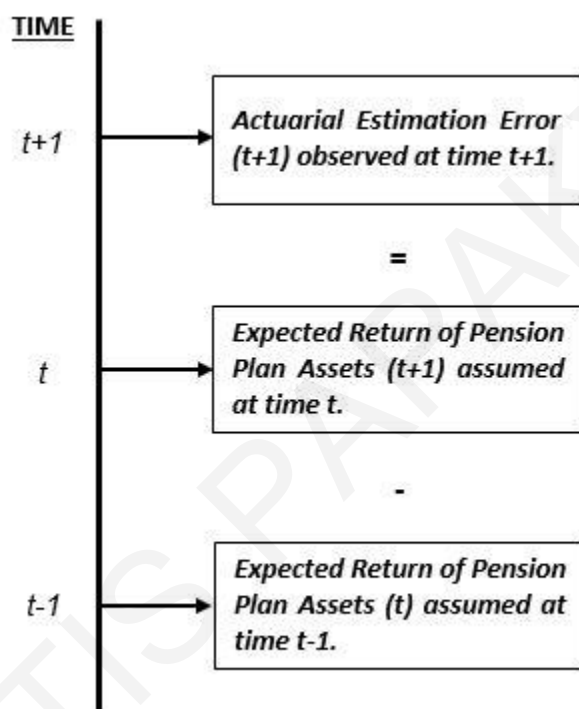 TIME
t+1
Actuarial Estimation Error
(t+1) observed at time t+1.
=
t
Expected Return of Pension
Plan Assets (t+1) assumed
at time t.
-
t-1
Expected Return of Pension
Plan Assets (t) assumed at
time t-1.